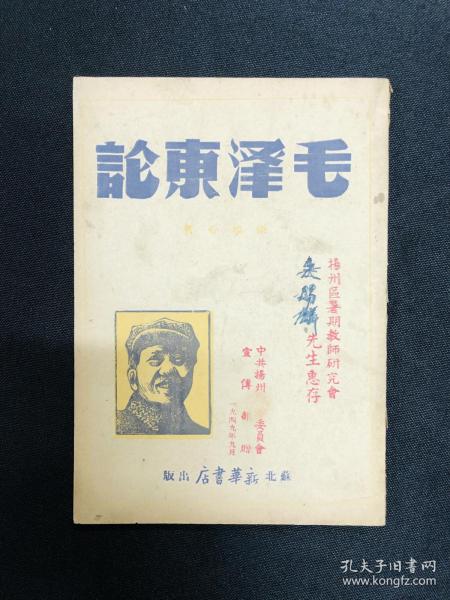 毛澤東論
揚州區暑期教師研究會
先生惠存
中共揚州 委員會
宣傳部贈
一九四九年九月
蘇北新華書店出版
孔夫子旧书网
www.kongfz.com